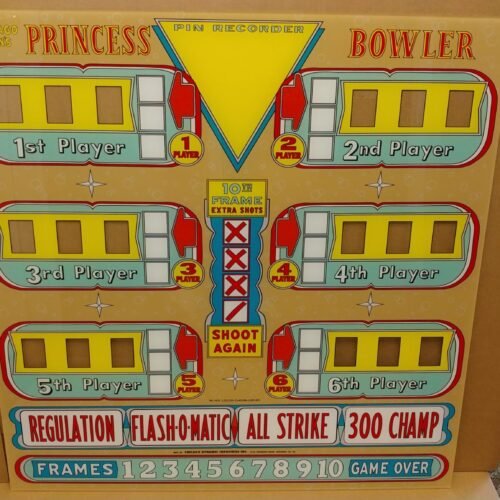 PRINCESS
BOWLER
PIN RECORDER
1st Player
1
PLAYER
2
PLAYER
2nd Player
10TH
FRAME
EXTRA SHOTS
X
X
X
/
SHOOT
AGAIN
3rd Player
3
PLAYER
4
PLAYER
4th Player
5th Player
5
PLAYER
6
PLAYER
6th Player
REGULATION FLASH-O-MATIC ALL STRIKE 300 CHAMP
FRAMES 1 2 3 4 5 6 7 8 9 10 GAME OVER